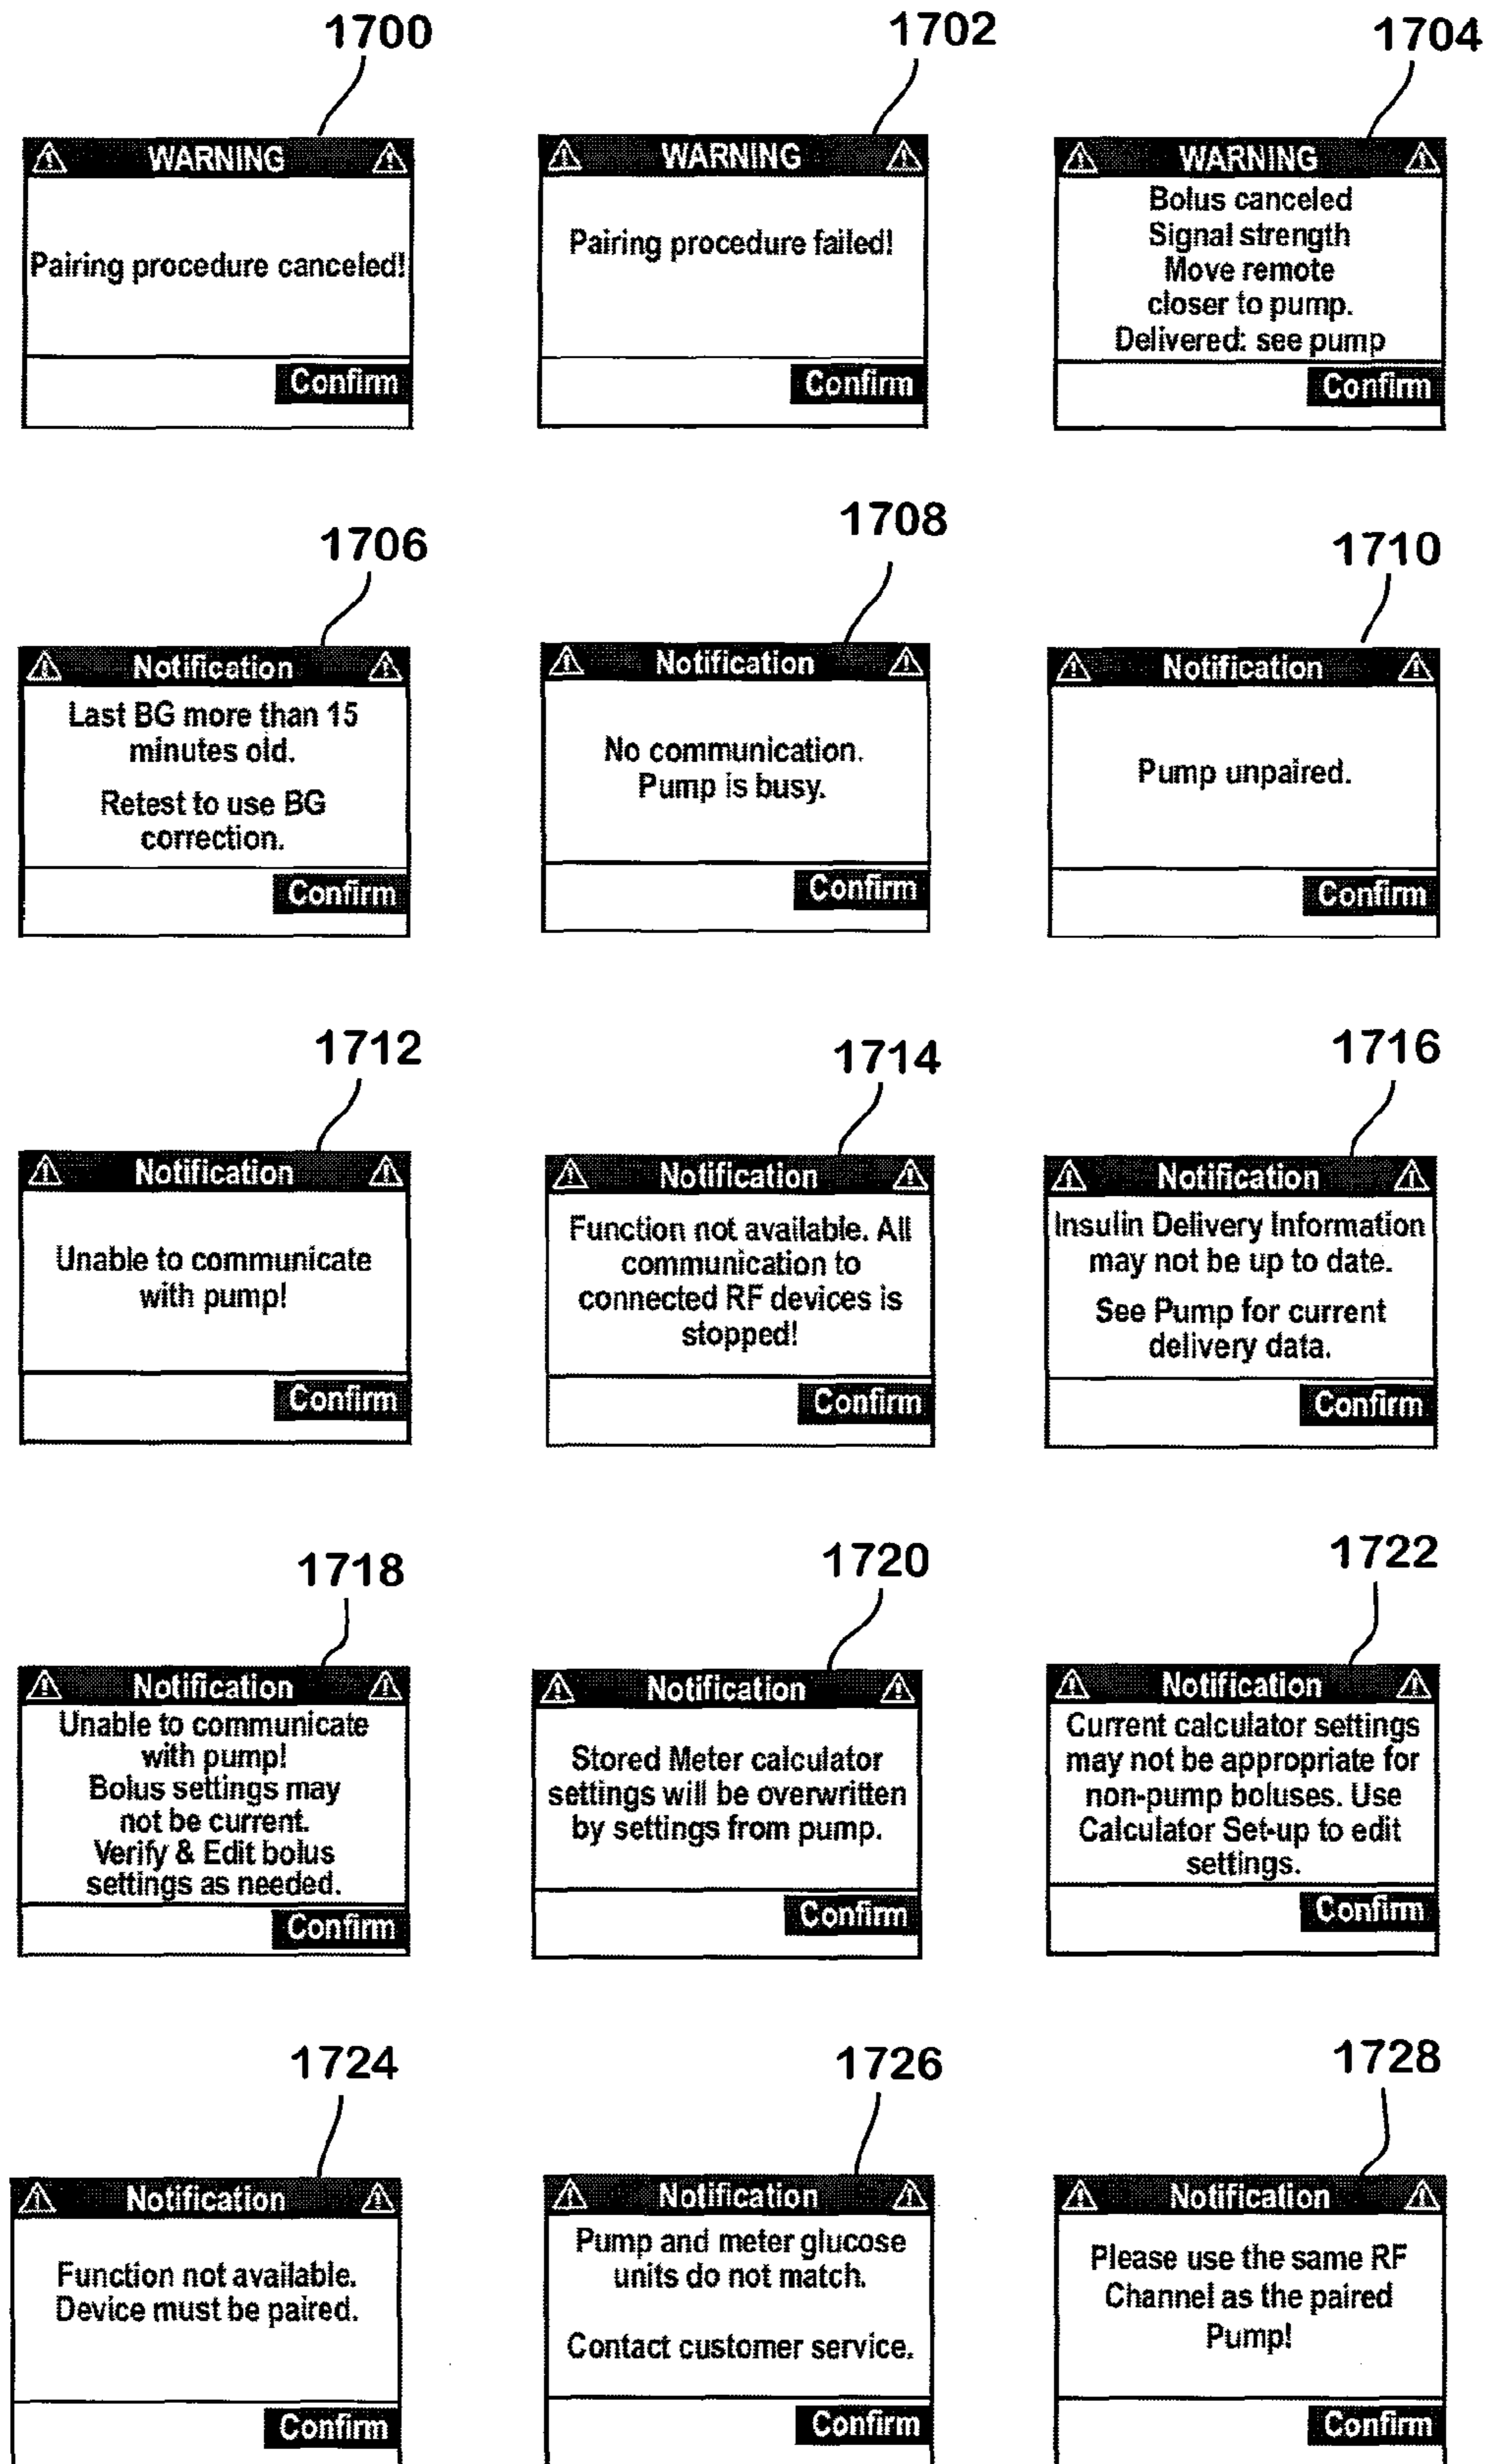 1700
WARNING
Pairing procedure canceled!
Confirm
1702
WARNING
Pairing procedure failed!
Confirm
1704
WARNING
Bolus canceled
Signal strength
Move remote
closer to pump.
Delivered: see pump
Confirm
1706
Notification
Last BG more than 15
minutes old.
Retest to use BG
correction.
Confirm
1708
Notification
No communication.
Pump is busy.
Confirm
1710
Notification
Pump unpaired.
Confirm
1712
Notification
Unable to communicate
with pump!
Confirm
1714
Notification
Function not available. All
communication to
connected RF devices is
stopped!
Confirm
1716
Notification
Insulin Delivery Information
may not be up to date.
See Pump for current
delivery data.
Confirm
1718
Notification
Unable to communicate
with pump!
Bolus settings may
not be current.
Verify & Edit bolus
settings as needed.
Confirm
1720
Notification
Stored Meter calculator
settings will be overwritten
by settings from pump.
Confirm
1722
Notification
Current calculator settings
may not be appropriate for
non-pump boluses. Use
Calculator Set-up to edit
settings.
Confirm
1724
Notification
Function not available.
Device must be paired.
Confirm
1726
Notification
Pump and meter glucose
units do not match.
Contact customer service.
Confirm
1728
Notification
Please use the same RF
Channel as the paired
Pump!
Confirm